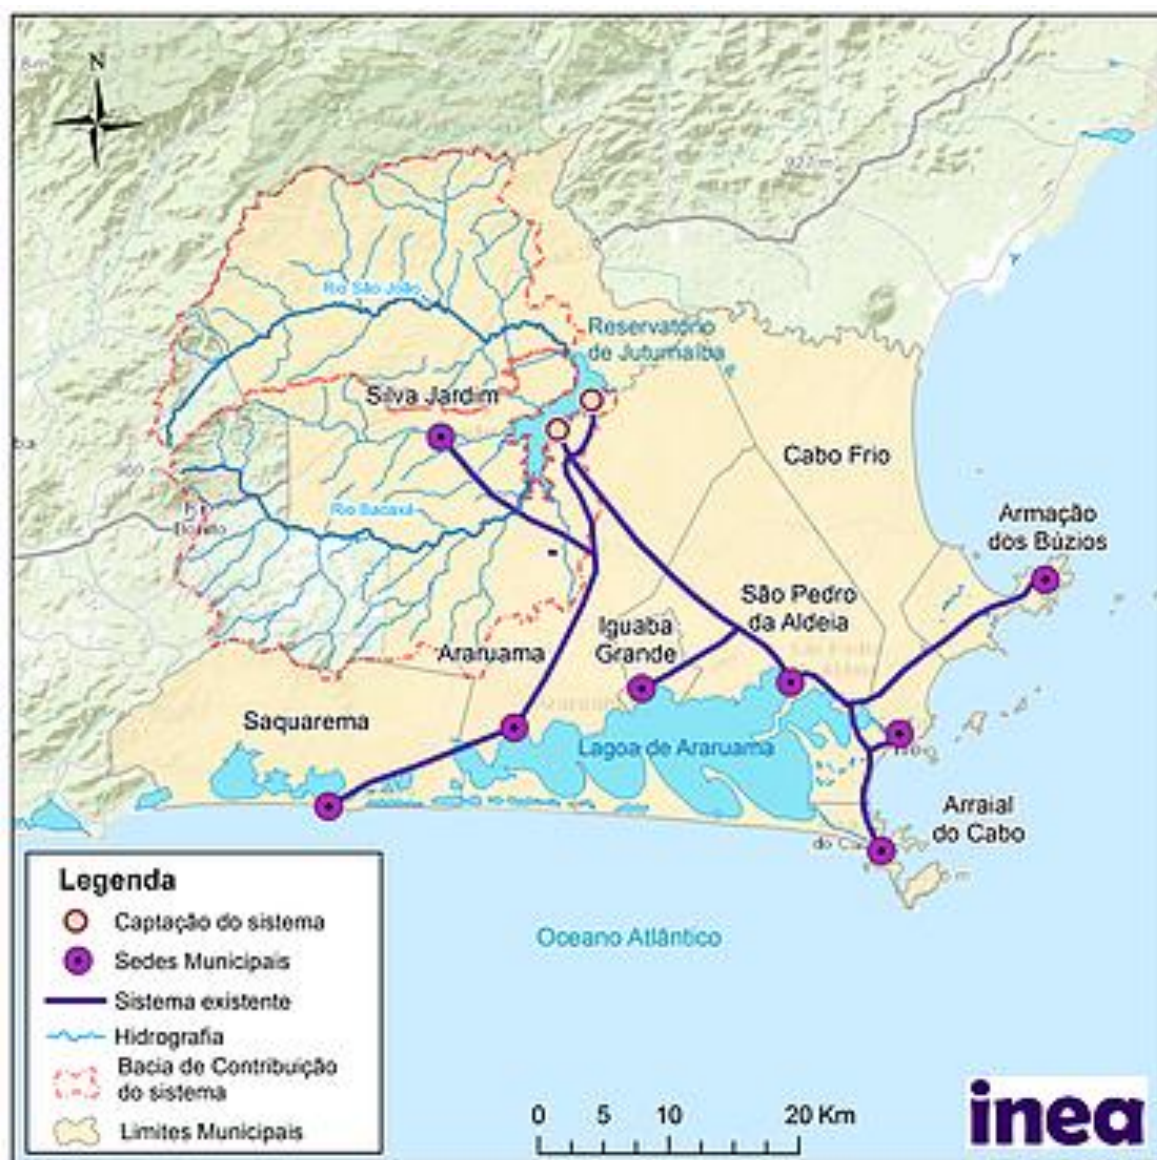 N
927 m
Rio São João
Reservatório
de Juturnaíba
Silva Jardim
Cabo Frio
Rio Bacaxá
Armação
dos Búzios
São Pedro
da Aldeia
Iguaba
Grande
Araruama
Saquarema
Lagoa de Araruama
Arraial
do Cabo
Oceano Atlântico
Legenda
Captação do sistema
Sedes Municipais
Sistema existente
Hidrografia
Bacia de Contribuição
do sistema
Limites Municipais
0 5 10 20 Km
inea